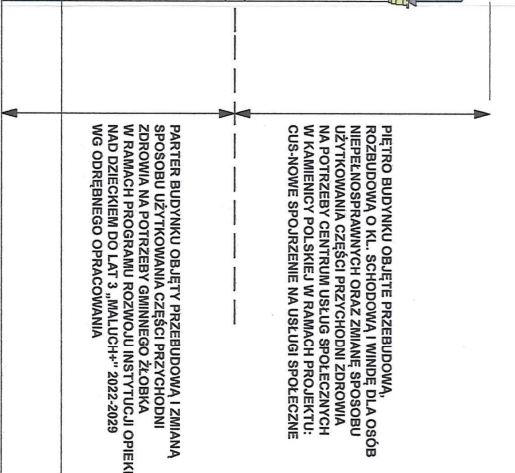 PIĘTRO BUDYNKU OBJĘTE PRZEBUDOWĄ,
ROZBUDOWĄ O KL. SCHODOWĄ I WINDĘ DLA OSÓB
NIEPEŁNOSPRAWNYCH ORAZ ZMIANĘ SPOSOBU
UŻYTKOWANIA CZĘŚCI PRZYCHODNI ZDROWIA
NA POTRZEBY CENTRUM USŁUG SPOŁECZNYCH
W KAMIENICY POLSKIEJ W RAMACH PROJEKTU:
CUS-NOWE SPOJRZENIE NA USŁUGI SPOŁECZNE
PARTER BUDYNKU OBJĘTY PRZEBUDOWĄ I ZMIANĄ
SPOSOBU UŻYTKOWANIA CZĘŚCI PRZYCHODNI
ZDROWIA NA POTRZEBY GMINNEGO ŻŁOBKA
W RAMACH PROGRAMU ROZWOJU INSTYTUCJI OPIEKI
NAD DZIECKIEM DO LAT 3 „MALUCH+" 2022-2029
WG ODRĘBNEGO OPRACOWANIA